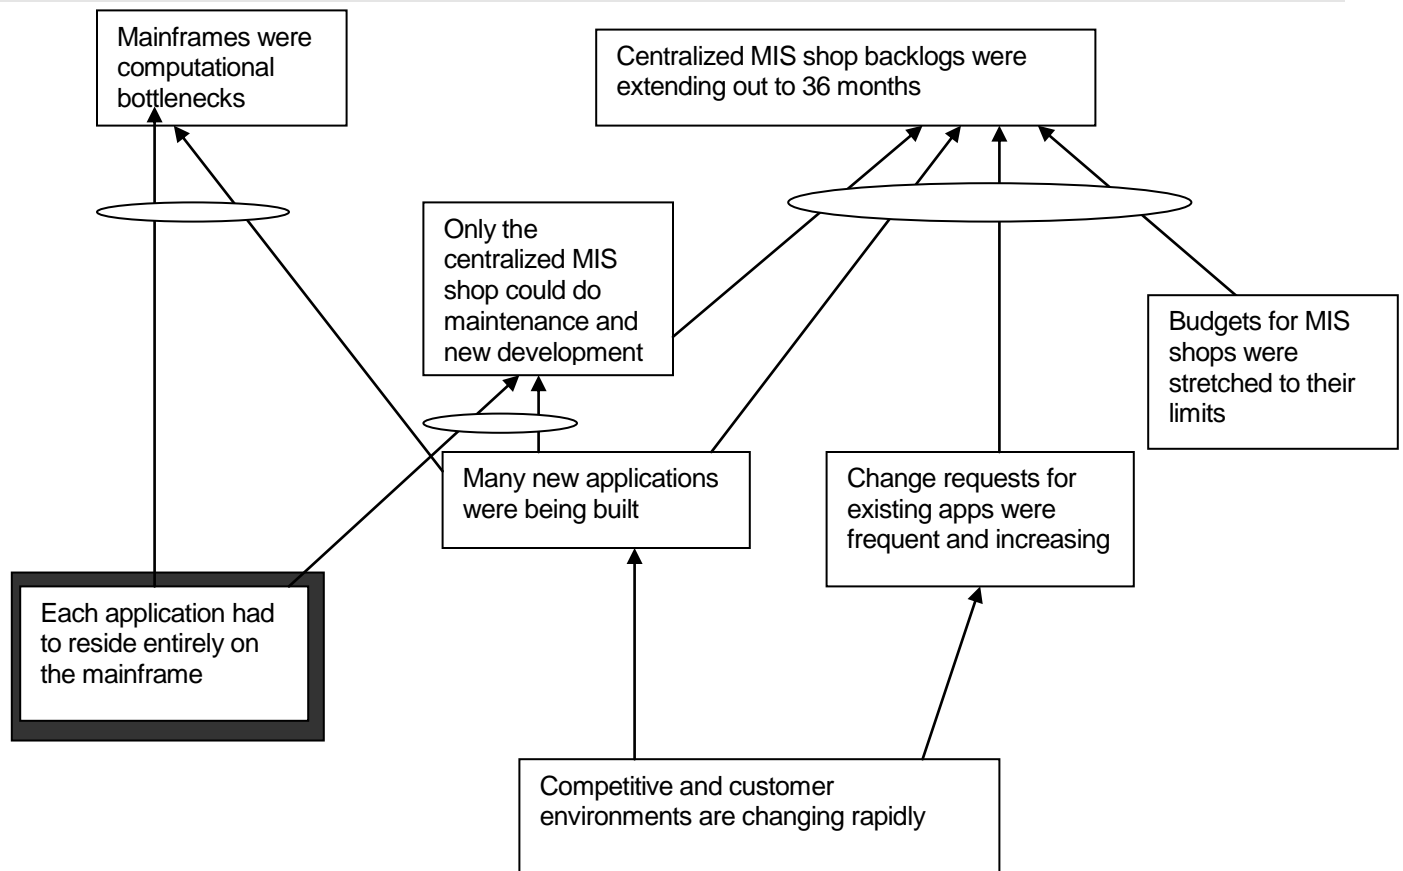 Mainframes were
computational
bottlenecks
Centralized MIS shop backlogs were
extending out to 36 months
Only the
centralized MIS
shop could do
maintenance and
new development
Budgets for MIS
shops were
stretched to their
limits
Many new applications
were being built
Change requests for
existing apps were
frequent and increasing
Each application had
to reside entirely on
the mainframe
Competitive and customer
environments are changing rapidly